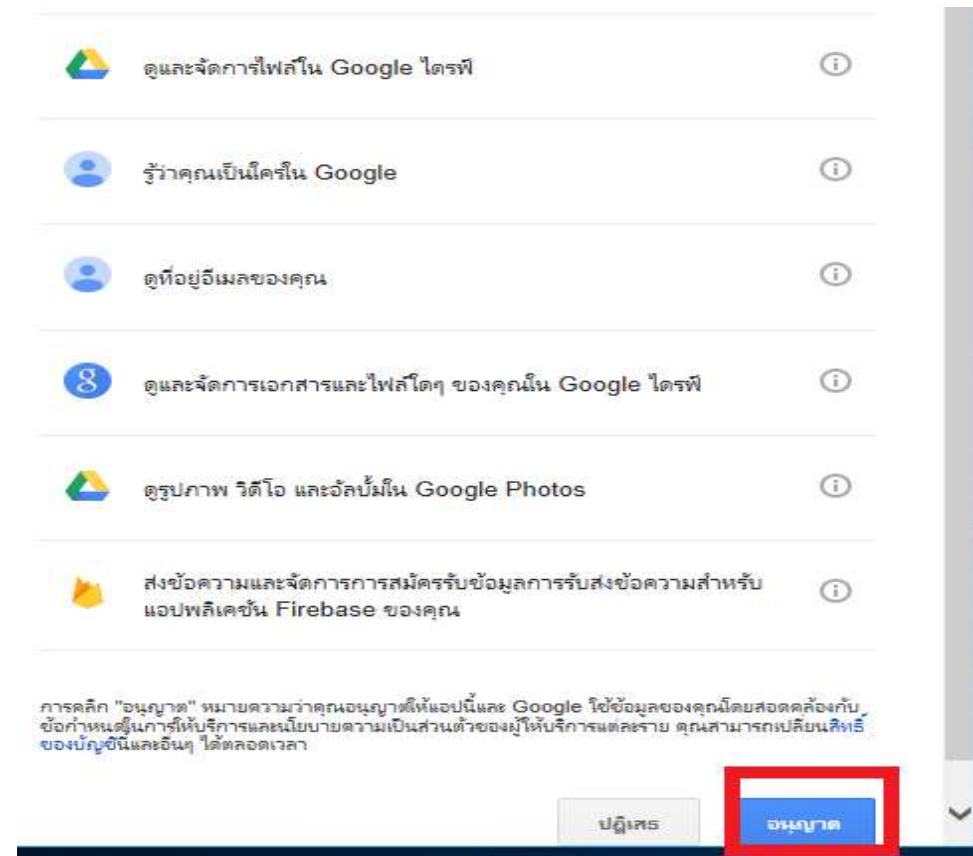 ดูและจัดการไฟล์ใน Google ไดรฟ์
รู้ว่าคุณเป็นใครใน Google
ดูที่อยู่อีเมลของคุณ
ดูและจัดการเอกสารและไฟล์ใดๆ ของคุณใน Google ไดรฟ์
ดูรูปภาพ วิดีโอ และอัลบั้มใน Google Photos
ส่งข้อความและจัดการการสมัครรับข้อมูลการรับส่งข้อความสำหรับ
แอปพลิเคชัน Firebase ของคุณ
การคลิก "อนุญาต" หมายความว่าคุณอนุญาตให้แอปนี้และ Google ใช้ข้อมูลของคุณโดยสอดคล้องกับ
ข้อกำหนดในการให้บริการและนโยบายความเป็นส่วนตัวของผู้ให้บริการแต่ละราย คุณสามารถเปลี่ยนสิทธิ์
ของบัญชีนี้และอื่นๆ ได้ตลอดเวลา
ปฏิเสธ อนุญาต